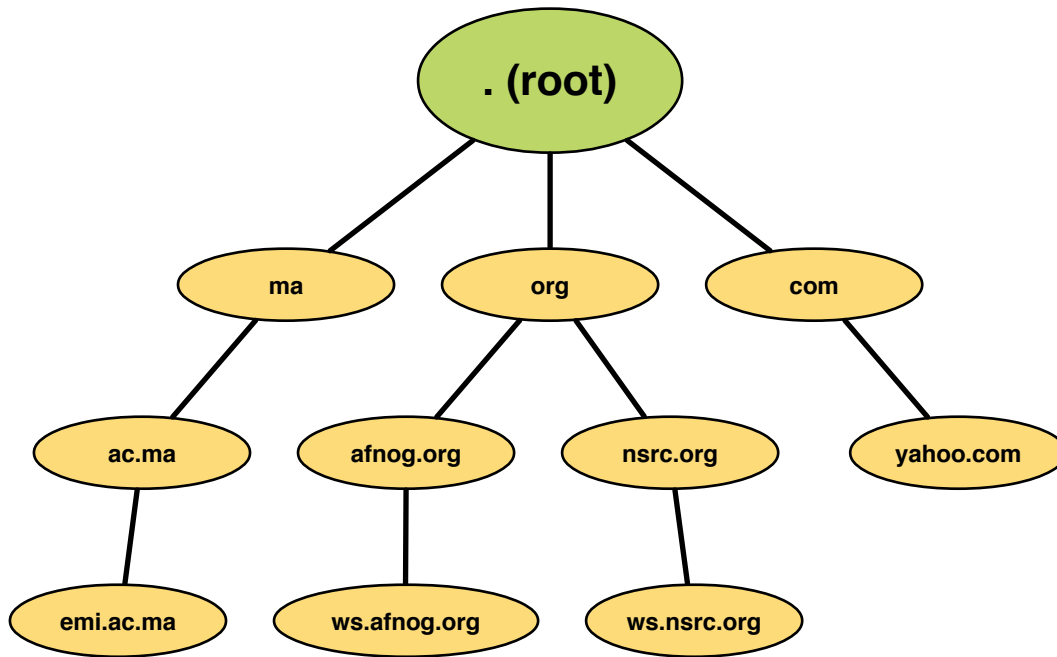 . (root)
ma
org
com
ac.ma
afnog.org
nsrc.org
yahoo.com
emi.ac.ma
ws.afnog.org
ws.nsrc.org